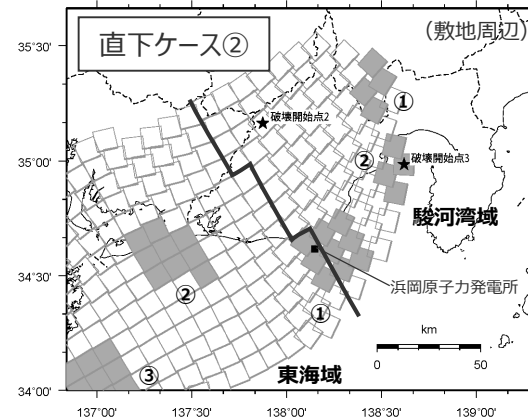 直下ケース②
（敷地周辺）
35°30'
35°00'
34°30'
34°00'
①
破壊開始点2
②
破壊開始点3
駿河湾域
浜岡原子力発電所
②
①
③
東海域
km
0
50
137°00'
137°30'
138°00'
138°30'
139°00'